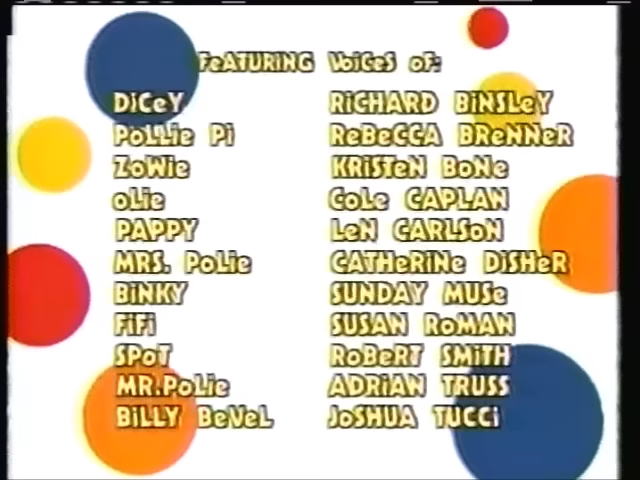 FeATURiNG VoiCeS oF:
DiCeY RiCHARD BiNSLeY
PoLLie Pi ReBeCCA BReNNeR
ZoWie KRiSTeN BoNe
oLie CoLe CAPLAN
PAPPY LeN CARLSoN
MRS. PoLie CATHeRiNe DiSHeR
BiNKY SUNDAY MUSe
FiFi SUSAN RoMAN
SPoT RoBeRT SMiTH
MR.PoLie ADRiAN TRUSS
BiLLY BeVeL JoSHUA TUCCi